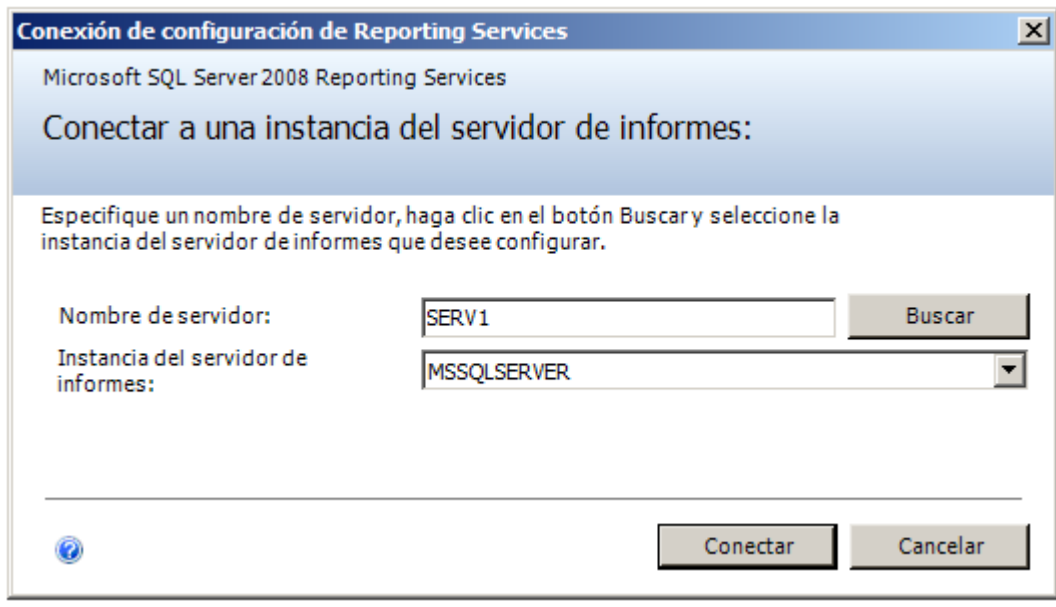 Conexión de configuración de Reporting Services
Microsoft SQL Server 2008 Reporting Services
Conectar a una instancia del servidor de informes:
Especifique un nombre de servidor, haga clic en el botón Buscar y seleccione la
instancia del servidor de informes que desee configurar.
Nombre de servidor: SERV1 Buscar
Instancia del servidor de
informes: MSSQLSERVER
Conectar Cancelar